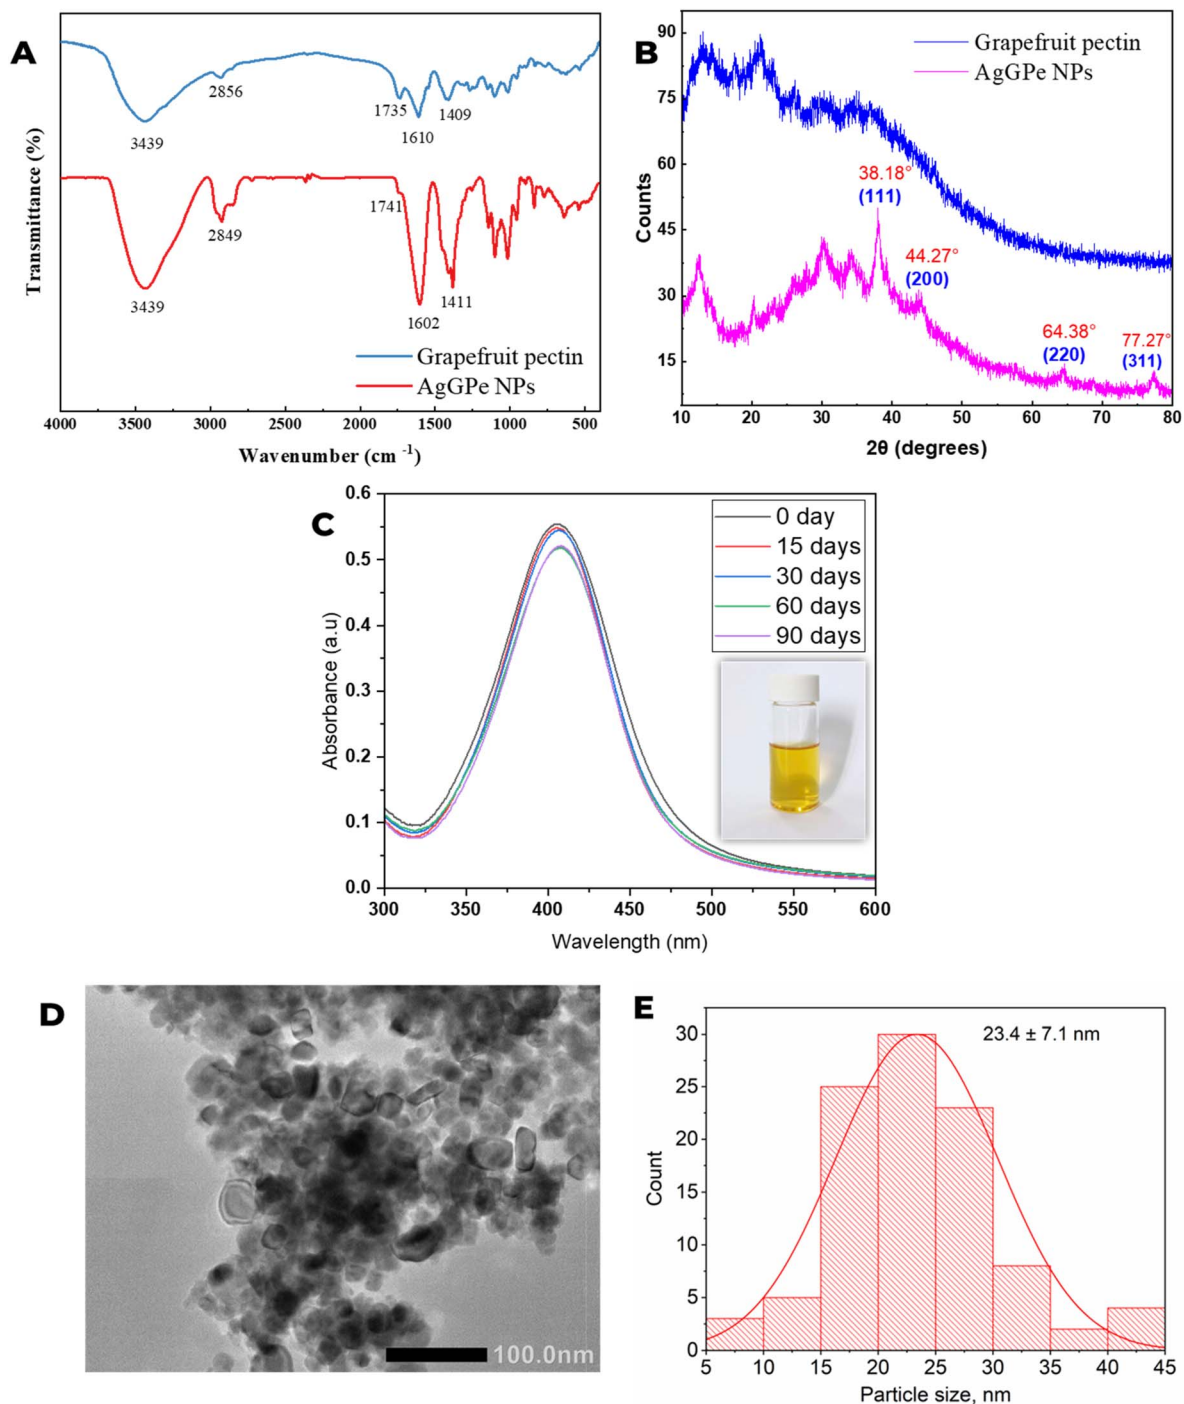 A
Transmittance (%)
3439
2856
1735
1610
1409
3439
2849
1741
1602
1411
Grapefruit pectin
AgGPe NPs
4000 3500 3000 2500 2000 1500 1000 500
Wavenumber (cm -1)
B
Counts
90
75
60
45
30
15
Grapefruit pectin
AgGPe NPs
38.18°
(111)
44.27°
(200)
64.38°
(220)
77.27°
(311)
10 20 30 40 50 60 70 80
2θ (degrees)
C
Absorbance (a.u)
0.6
0.5
0.4
0.3
0.2
0.1
0.0
0 day
15 days
30 days
60 days
90 days
300 350 400 450 500 550 600
Wavelength (nm)
D
100.0nm
E
Count
30
25
20
15
10
5
0
23.4 ± 7.1 nm
5 10 15 20 25 30 35 40 45
Particle size, nm